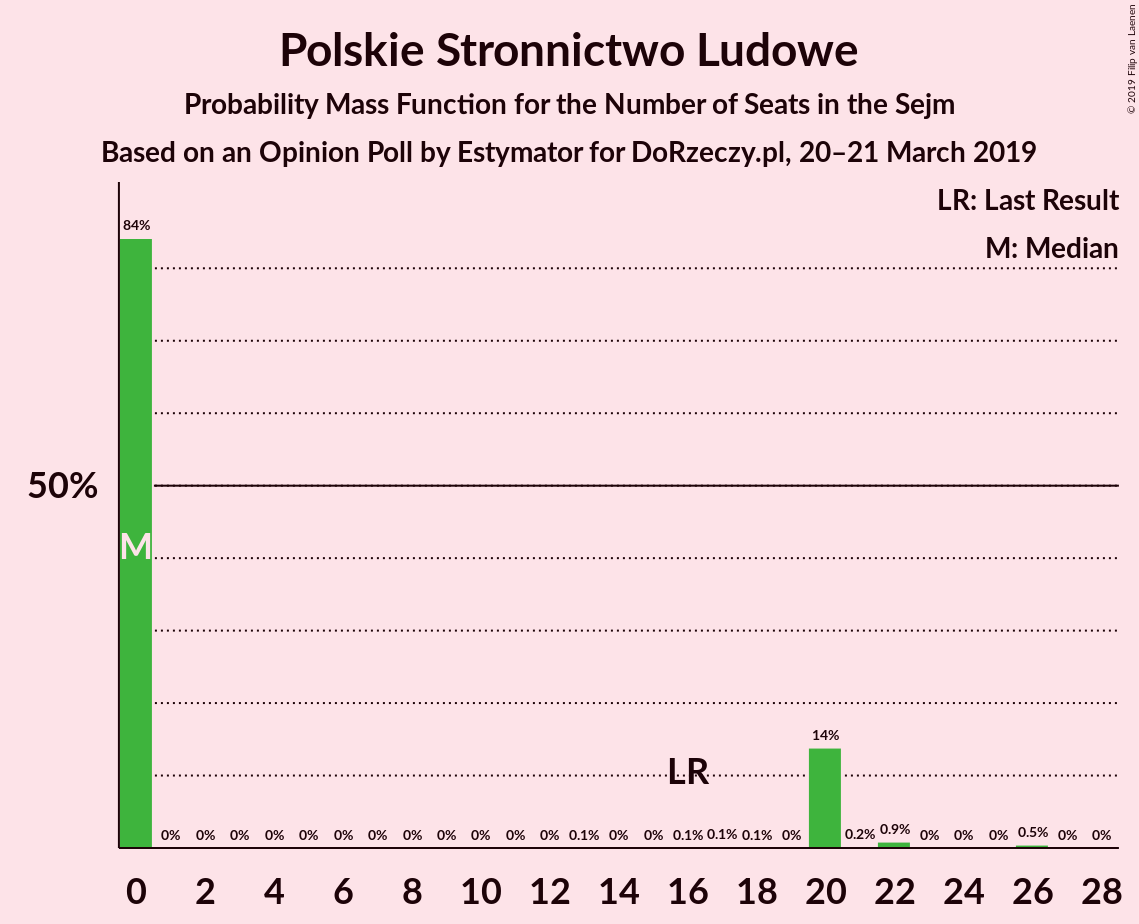 © 2019 Filip van Laenen
Polskie Stronnictwo Ludowe
Probability Mass Function for the Number of Seats in the Sejm
Based on an Opinion Poll by Estymator for DoRzeczy.pl, 20–21 March 2019
LR: Last Result
M: Median
84%
50%
M
14%
LR
0% 0% 0% 0% 0% 0% 0% 0% 0% 0% 0% 0% 0.1% 0% 0% 0.1% 0.1% 0.1% 0% 0.2% 0.9% 0% 0% 0% 0.5% 0% 0%
0 2 4 6 8 10 12 14 16 18 20 22 24 26 28